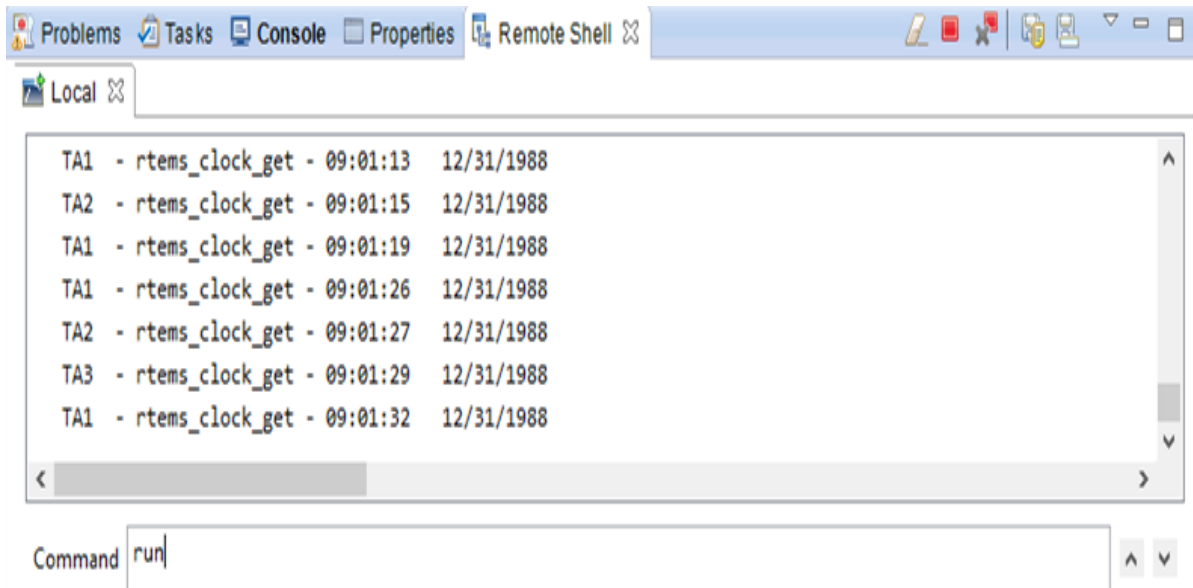 Problems Tasks Console Properties Remote Shell
Local
TA1 - rtems_clock_get - 09:01:13 12/31/1988
TA2 - rtems_clock_get - 09:01:15 12/31/1988
TA1 - rtems_clock_get - 09:01:19 12/31/1988
TA1 - rtems_clock_get - 09:01:26 12/31/1988
TA2 - rtems_clock_get - 09:01:27 12/31/1988
TA3 - rtems_clock_get - 09:01:29 12/31/1988
TA1 - rtems_clock_get - 09:01:32 12/31/1988
Command run